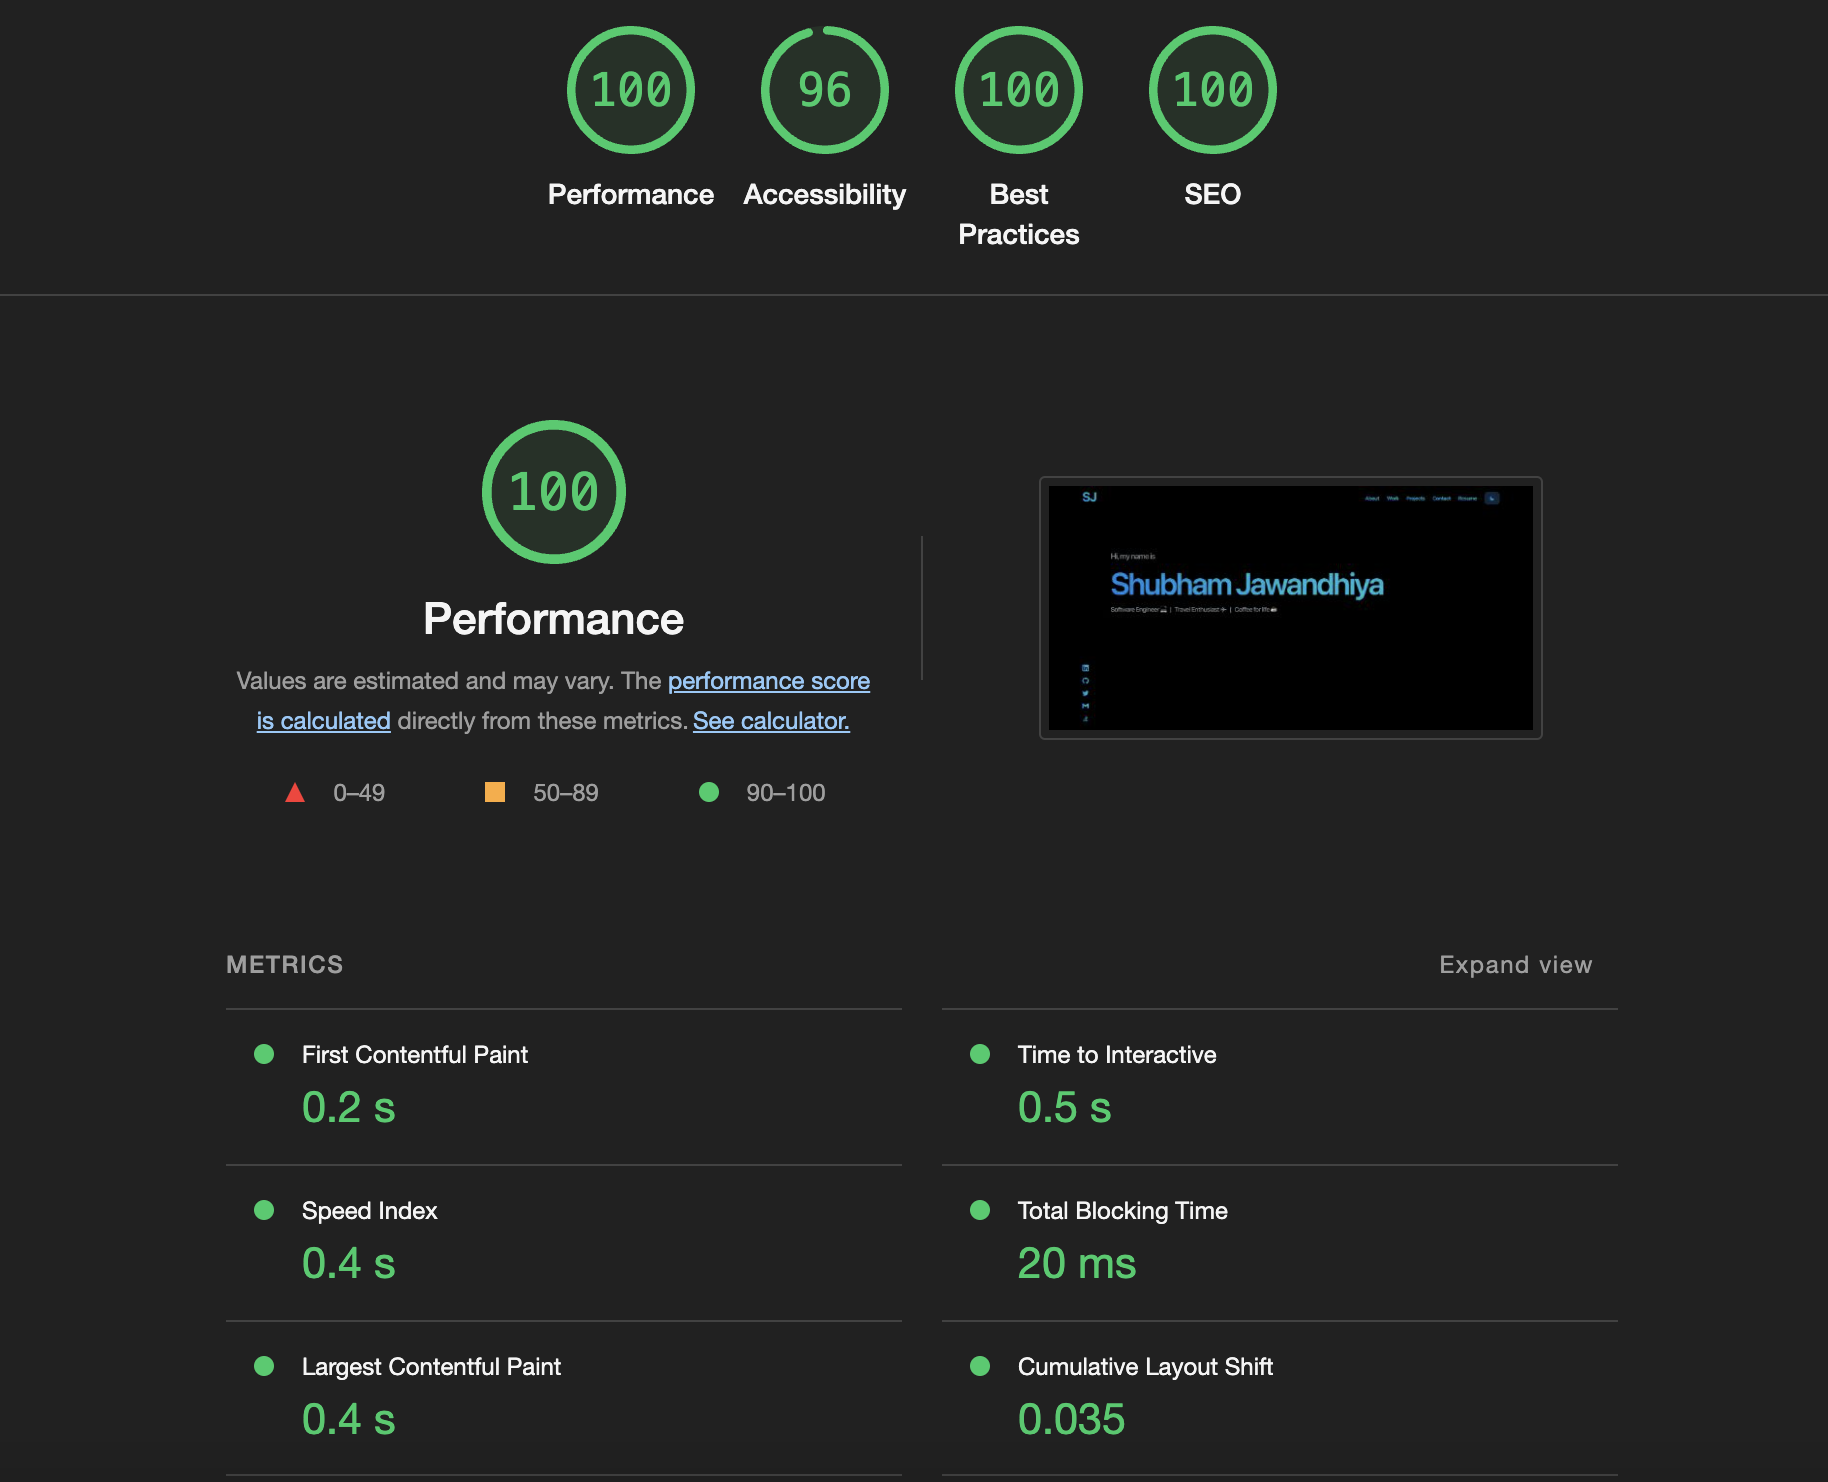 100
96
100
100
Performance
Accessibility
Best
Practices
SEO
100
Performance
Values are estimated and may vary. The performance score
is calculated directly from these metrics. See calculator.
0–49
50–89
90–100
SJ
About Work Projects Contact Resume
Hi, my name is
Shubham Jawandhiya
Software Engineer | Travel Enthusiast ✈ | Coffee for life
METRICS
Expand view
First Contentful Paint
0.2 s
Time to Interactive
0.5 s
Speed Index
0.4 s
Total Blocking Time
20 ms
Largest Contentful Paint
0.4 s
Cumulative Layout Shift
0.035